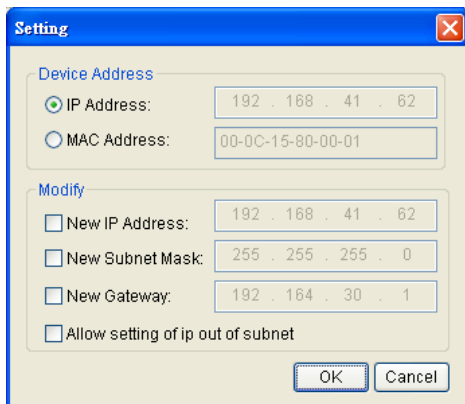 Setting
Device Address
IP Address: 192 . 168 . 41 . 62
MAC Address: 00-0C-15-80-00-01
Modify
New IP Address: 192 . 168 . 41 . 62
New Subnet Mask: 255 . 255 . 255 . 0
New Gateway: 192 . 164 . 30 . 1
Allow setting of ip out of subnet
OK Cancel